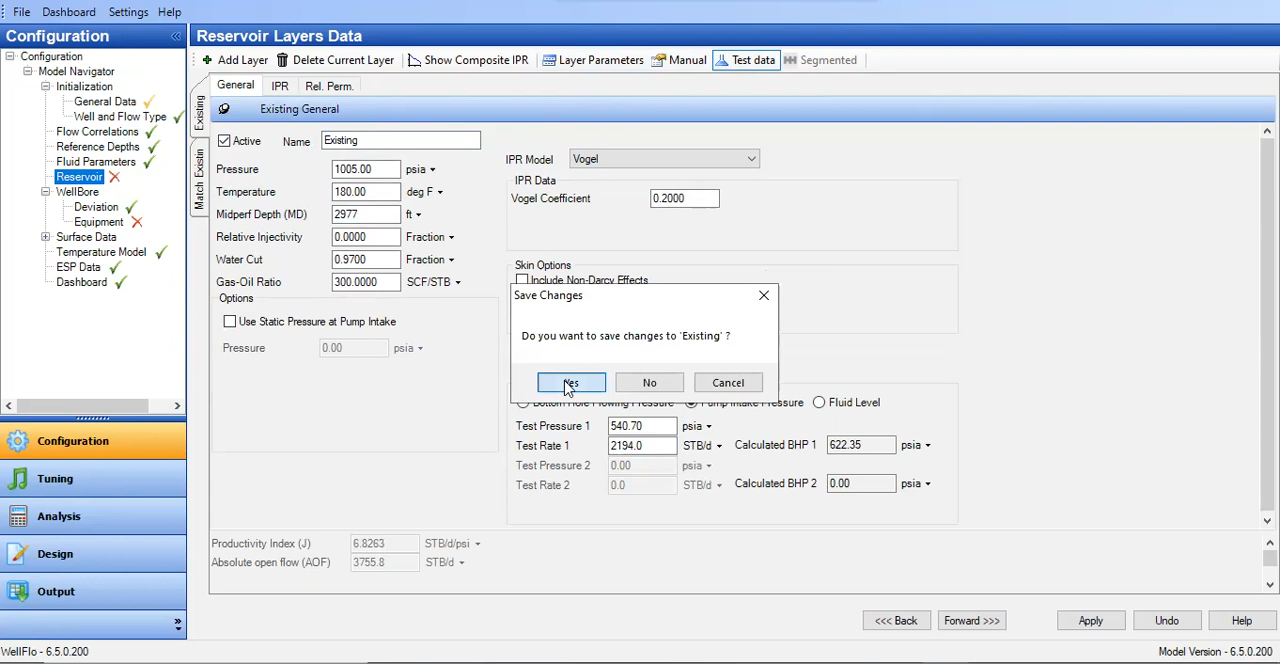 File Dashboard Settings Help
Configuration «
Reservoir Layers Data
Add Layer Delete Current Layer Show Composite IPR Layer Parameters Manual Test data Segmented
Configuration
Model Navigator
Initialization
General Data
Well and Flow Type
Flow Correlations
Reference Depths
Fluid Parameters
Reservoir
WellBore
Deviation
Equipment
Surface Data
Temperature Model
ESP Data
Dashboard
Configuration
Tuning
Analysis
Design
Output
»
Existing
Match Existin
General IPR Rel. Perm.
Existing General
Active Name Existing
Pressure 1005.00 psia
Temperature 180.00 deg F
Midperf Depth (MD) 2977 ft
Relative Injectivity 0.0000 Fraction
Water Cut 0.9700 Fraction
Gas-Oil Ratio 300.0000 SCF/STB
Options
Use Static Pressure at Pump Intake
Pressure 0.00 psia
IPR Model Vogel
IPR Data
Vogel Coefficient 0.2000
Skin Options
Include Non-Darcy Effects
Save Changes
Do you want to save changes to 'Existing' ?
Yes No Cancel
Bottom Hole Flowing Pressure Pump Intake Pressure Fluid Level
Test Pressure 1 540.70 psia
Test Rate 1 2194.0 STB/d Calculated BHP 1 622.35 psia
Test Pressure 2 0.00 psia
Test Rate 2 0.0 STB/d Calculated BHP 2 0.00 psia
Productivity Index (J) 6.8263 STB/d/psi
Absolute open flow (AOF) 3755.8 STB/d
<<< Back Forward >>> Apply Undo Help
WellFlo - 6.5.0.200 Model Version - 6.5.0.200